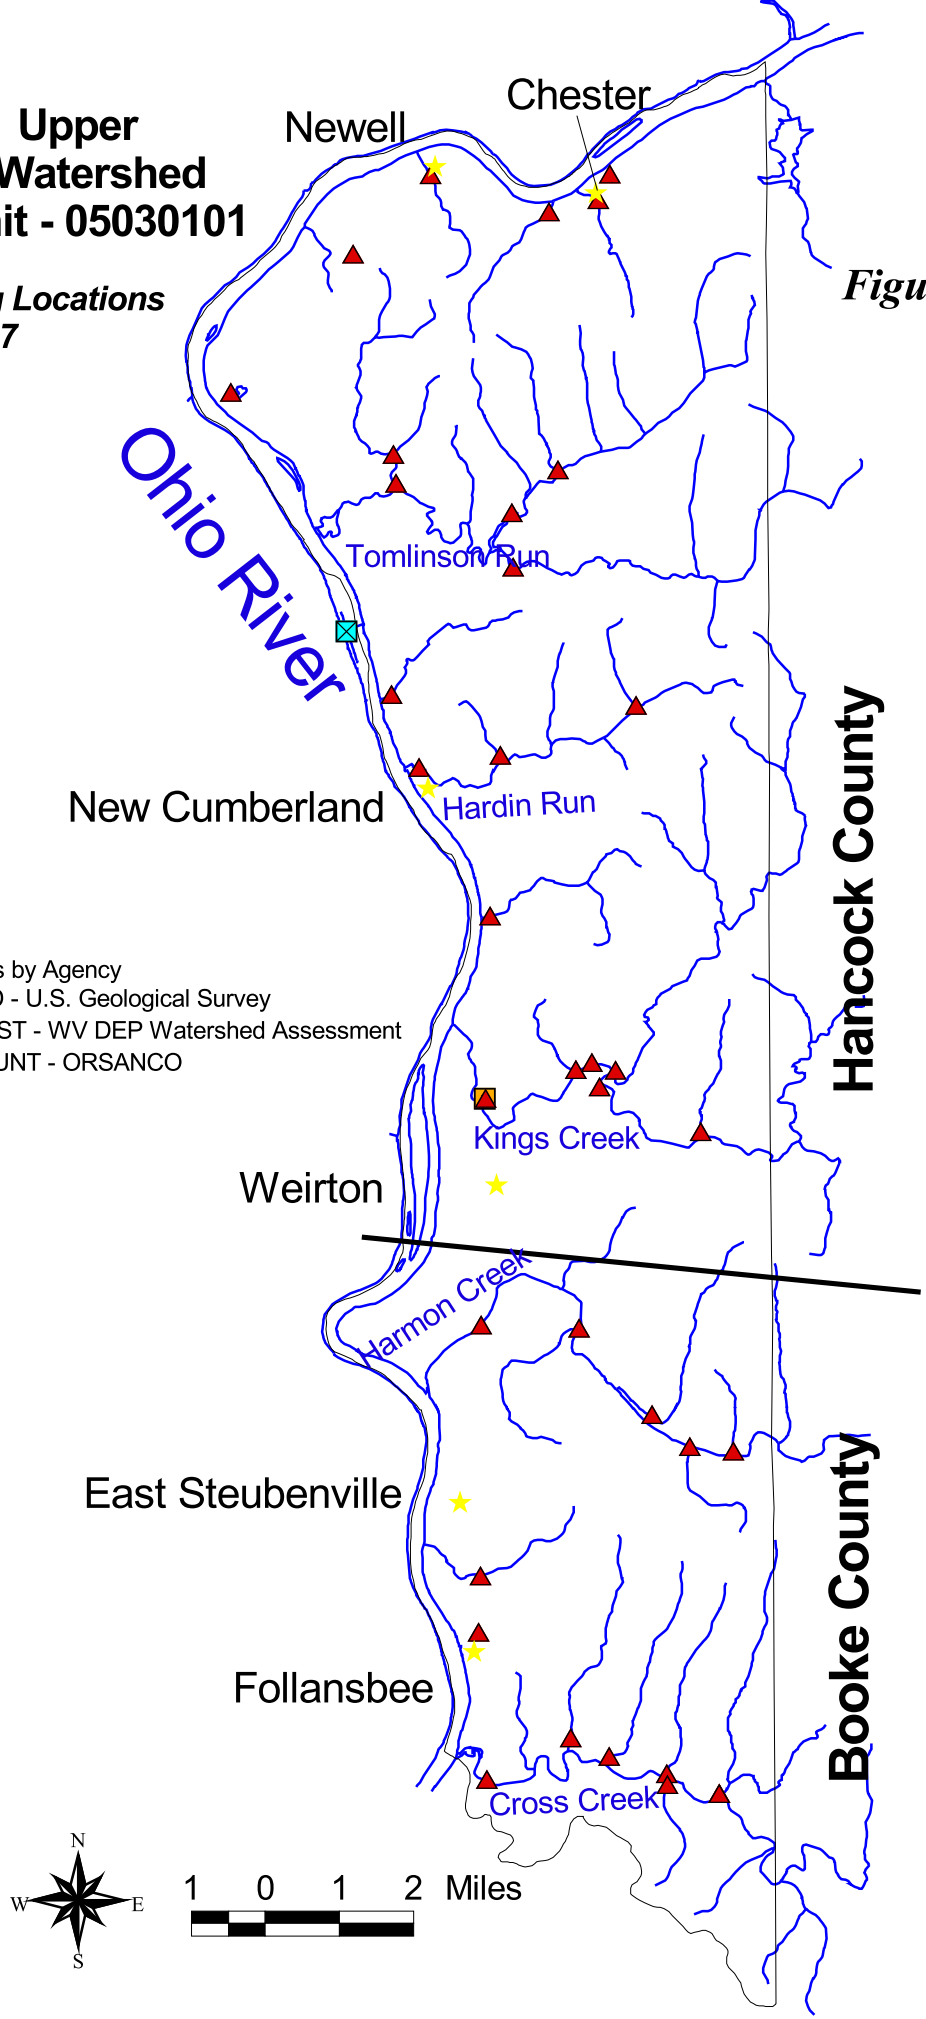 Upper
Watershed
it - 05030101
Locations
7
Newell
Chester
Figu
Ohio River
Tomlinson Run
New Cumberland
Hardin Run
Hancock County
s by Agency
- U.S. Geological Survey
ST - WV DEP Watershed Assessment
UNT - ORSANCO
Kings Creek
Weirton
Harmon Creek
East Steubenville
Booke County
Follansbee
Cross Creek
N
W E
S
1 0 1 2 Miles